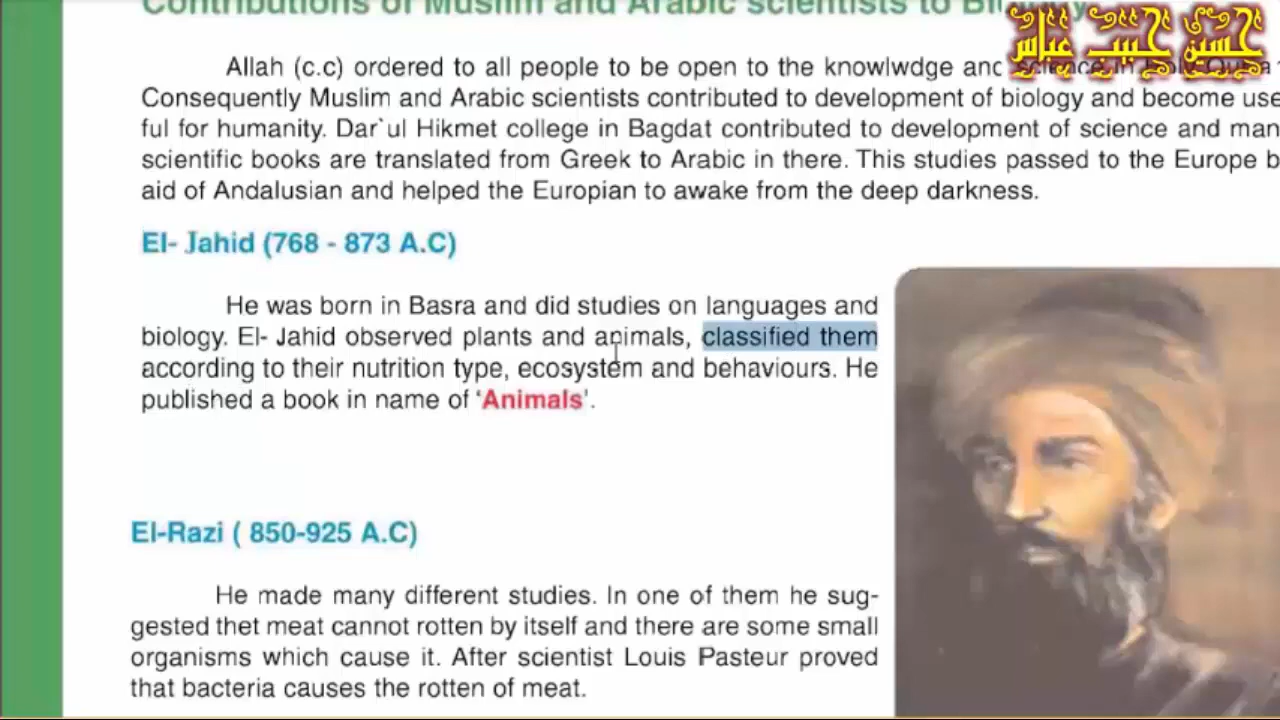 Contributions of Muslim and Arabic scientists to
حسين حبيب عباس
Allah (c.c) ordered to all people to be open to the knowlwdge anc
Consequently Muslim and Arabic scientists contributed to development of biology and become use
ful for humanity. Dar`ul Hikmet college in Bagdat contributed to development of science and man
scientific books are translated from Greek to Arabic in there. This studies passed to the Europe b
aid of Andalusian and helped the Europian to awake from the deep darkness.
El- Jahid (768 - 873 A.C)
He was born in Basra and did studies on languages and
biology. El- Jahid observed plants and animals, classified them
according to their nutrition type, ecosystem and behaviours. He
published a book in name of ‘Animals’.
El-Razi ( 850-925 A.C)
He made many different studies. In one of them he sug-
gested thet meat cannot rotten by itself and there are some small
organisms which cause it. After scientist Louis Pasteur proved
that bacteria causes the rotten of meat.